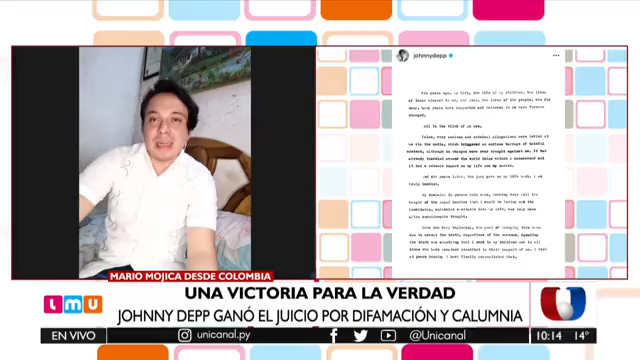 johnnydepp
Six years ago, my life, the life of my children, the lives
of those closest to me, and also, the lives of the people, who for
many, many years have supported and believed in me were forever
changed.
All in the blink of an eye.
False, very serious and criminal allegations were levied at
me via the media, which triggered an endless barrage of hateful
content, although no charges were ever brought against me. It had
already traveled around the world twice within a nanosecond and
it had a seismic impact on my life and my career.
And six years later, the jury gave me my life back. I am
truly humbled.
My decision to pursue this case, knowing very well the
height of the legal hurdles that I would be facing and the
inevitable, worldwide spectacle into my life, was only made
after considerable thought.
From the very beginning, the goal of bringing this case
was to reveal the truth, regardless of the outcome. Speaking
the truth was something that I owed to my children and to all
those who have remained steadfast in their support of me. I feel
at peace knowing I have finally accomplished that.
MARIO MOJICA DESDE COLOMBIA
UNA VICTORIA PARA LA VERDAD
JOHNNY DEPP GANÓ EL JUICIO POR DIFAMACIÓN Y CALUMNIA
lmu
U
EN VIVO
unicanal.py
@Unicanal
10:14 14°